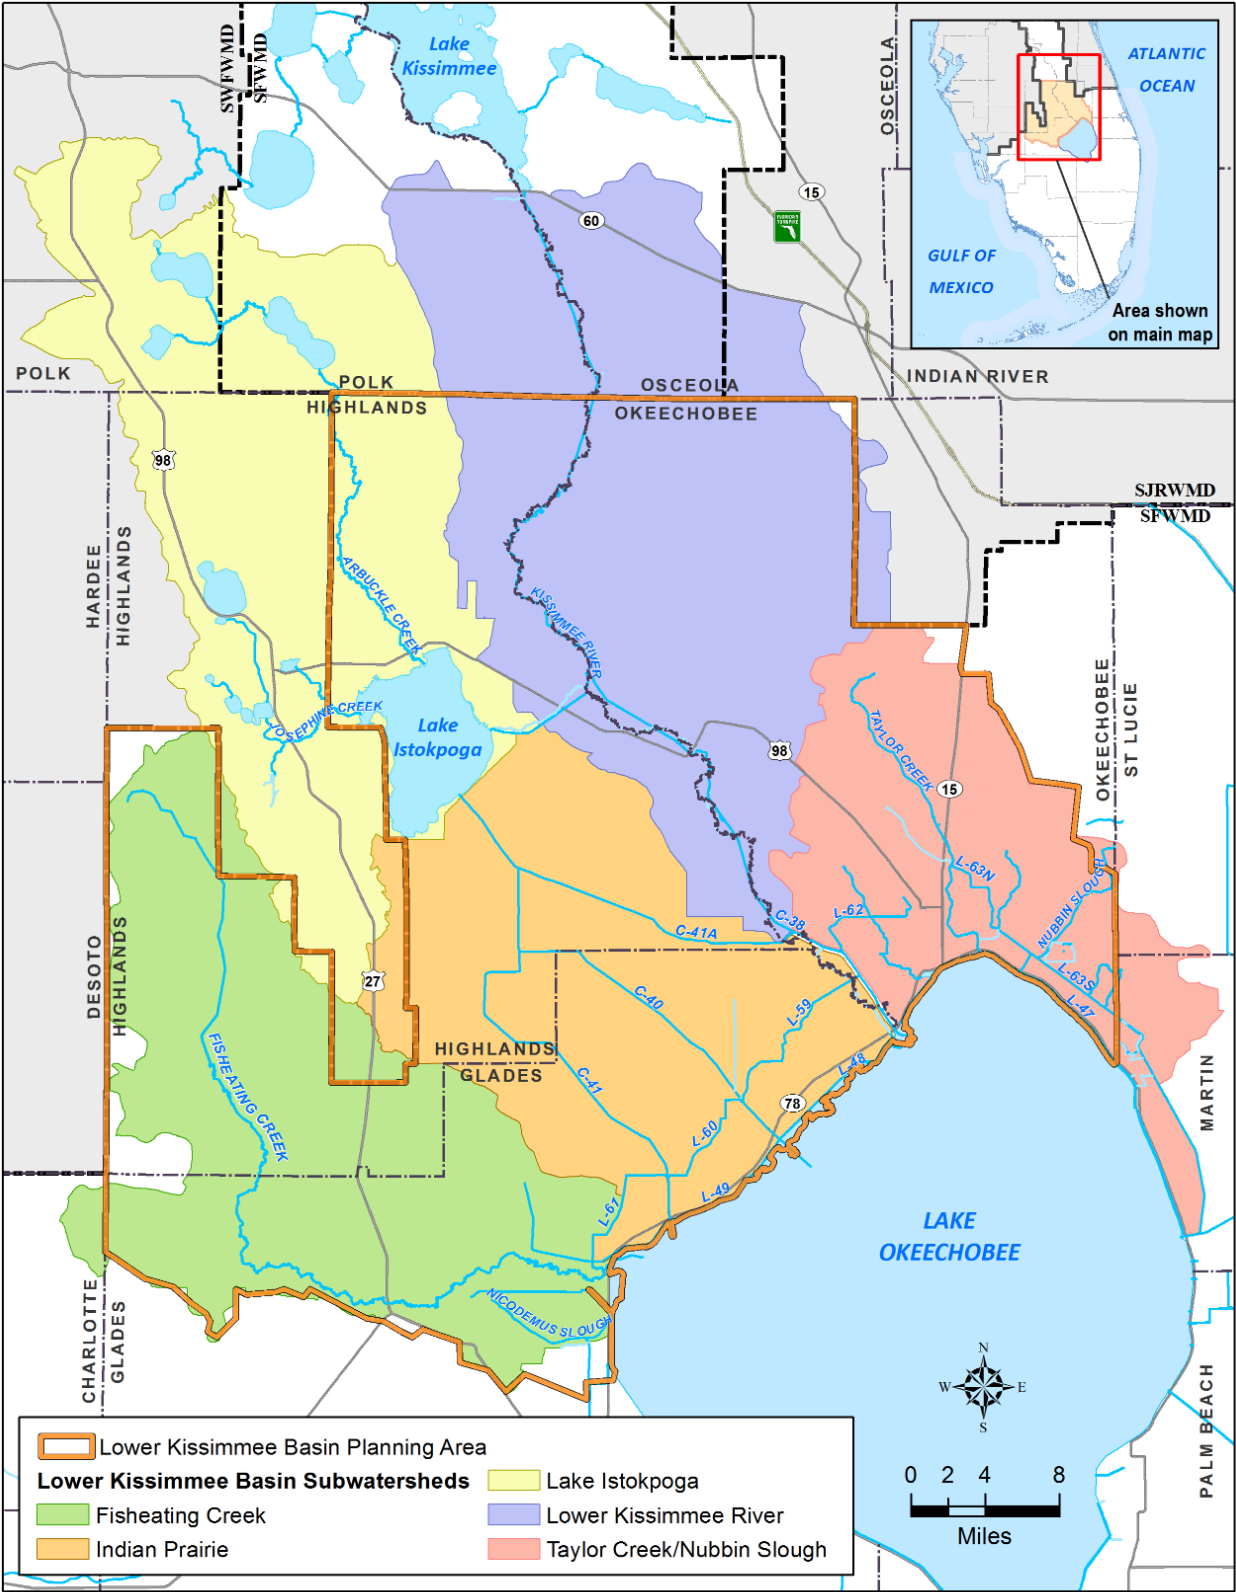 Lake
Kissimmee
SWFWMD
SFWMD
OSCEOLA
ATLANTIC
OCEAN
GULF OF
MEXICO
Area shown
on main map
15
60
FLORIDA'S
TURNPIKE
POLK
POLK
HIGHLANDS
OSCEOLA
OKEECHOBEE
INDIAN RIVER
98
SJRWMD
SFWMD
HARDEE
HIGHLANDS
ARBUCKLE CREEK
KISSIMMEE RIVER
OKEECHOBEE
ST LUCIE
JOSEPHINE CREEK
Lake
Istokpoga
98
TAYLOR CREEK
15
L-63N
NUBBIN SLOUGH
C-38
L-62
C-41A
DESOTO
HIGHLANDS
27
L-63S
L-47
C-40
L-59
HIGHLANDS
GLADES
L-48
C-41
78
FISHEATING CREEK
L-60
MARTIN
L-49
L-61
LAKE
OKEECHOBEE
NICODEMUS SLOUGH
CHARLOTTE
GLADES
PALM BEACH
N
W
E
S
Lower Kissimmee Basin Planning Area
Lower Kissimmee Basin Subwatersheds
Fisheating Creek
Indian Prairie
Lake Istokpoga
Lower Kissimmee River
Taylor Creek/Nubbin Slough
0 2 4 8
Miles